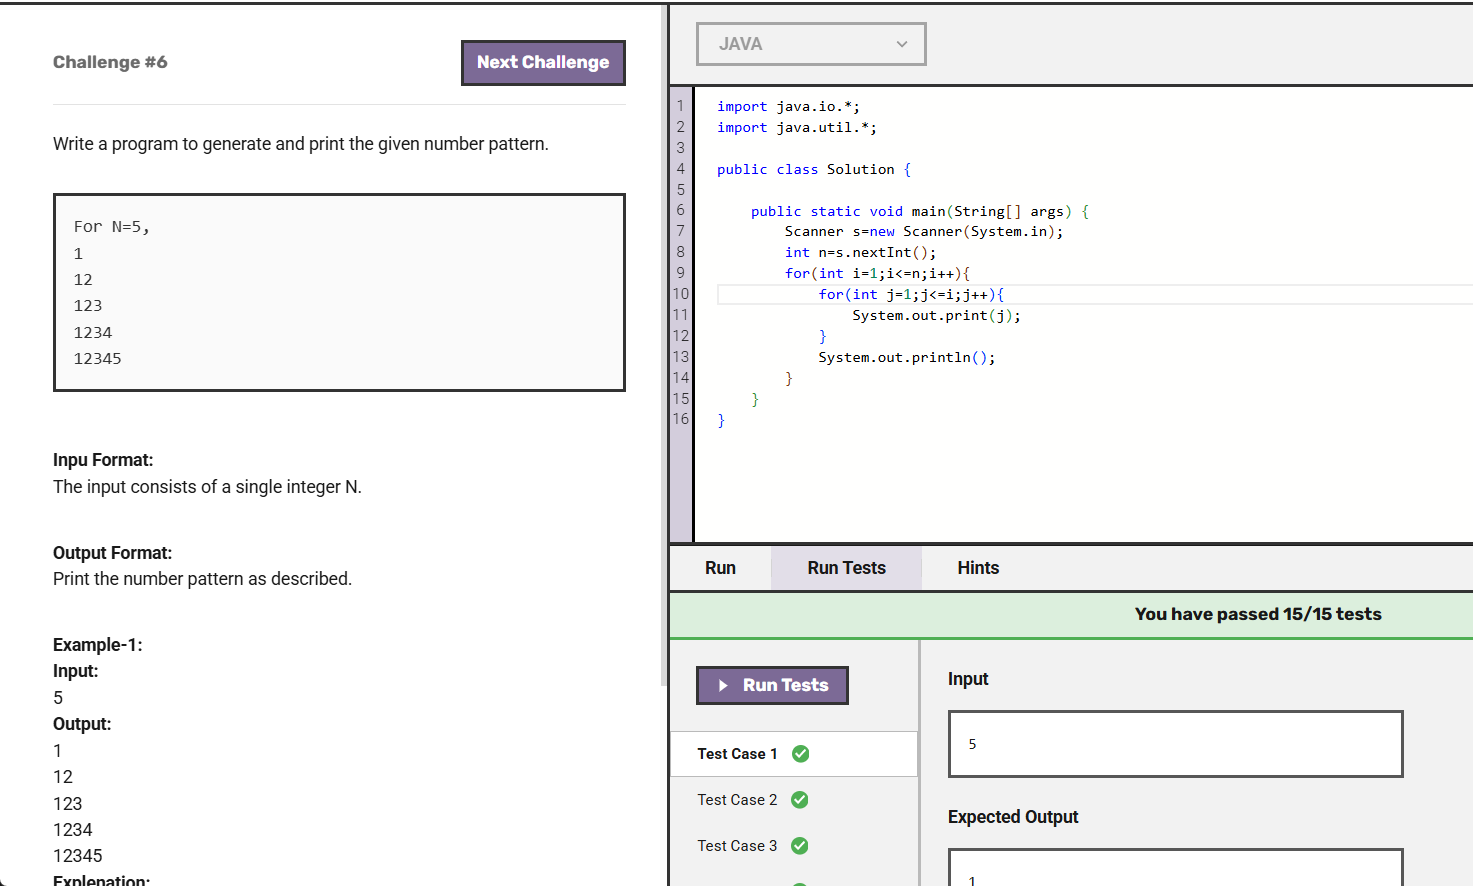 Challenge #6
Next Challenge
Write a program to generate and print the given number pattern.
For N=5,
1
12
123
1234
12345
Inpu Format:
The input consists of a single integer N.
Output Format:
Print the number pattern as described.
Example-1:
Input:
5
Output:
1
12
123
1234
12345
Explenation:
JAVA
1 import java.io.*;
2 import java.util.*;
3
4 public class Solution {
5
6 public static void main(String[] args) {
7 Scanner s=new Scanner(System.in);
8 int n=s.nextInt();
9 for(int i=1;i<=n;i++){
10 for(int j=1;j<=i;j++){
11 System.out.print(j);
12 }
13 System.out.println();
14 }
15 }
16 }
Run Run Tests Hints
You have passed 15/15 tests
Run Tests
Test Case 1
Test Case 2
Test Case 3
Input
5
Expected Output
1